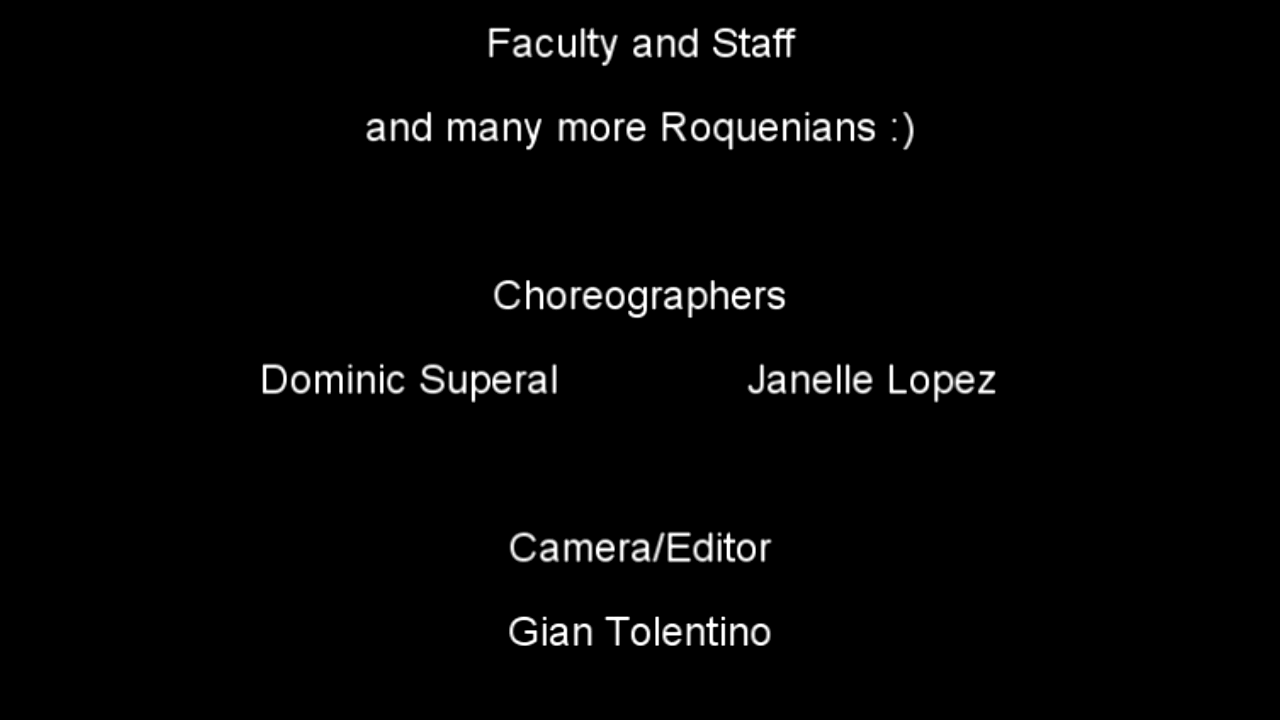 Faculty and Staff
and many more Roquenians :)
Choreographers
Dominic Superal Janelle Lopez
Camera/Editor
Gian Tolentino